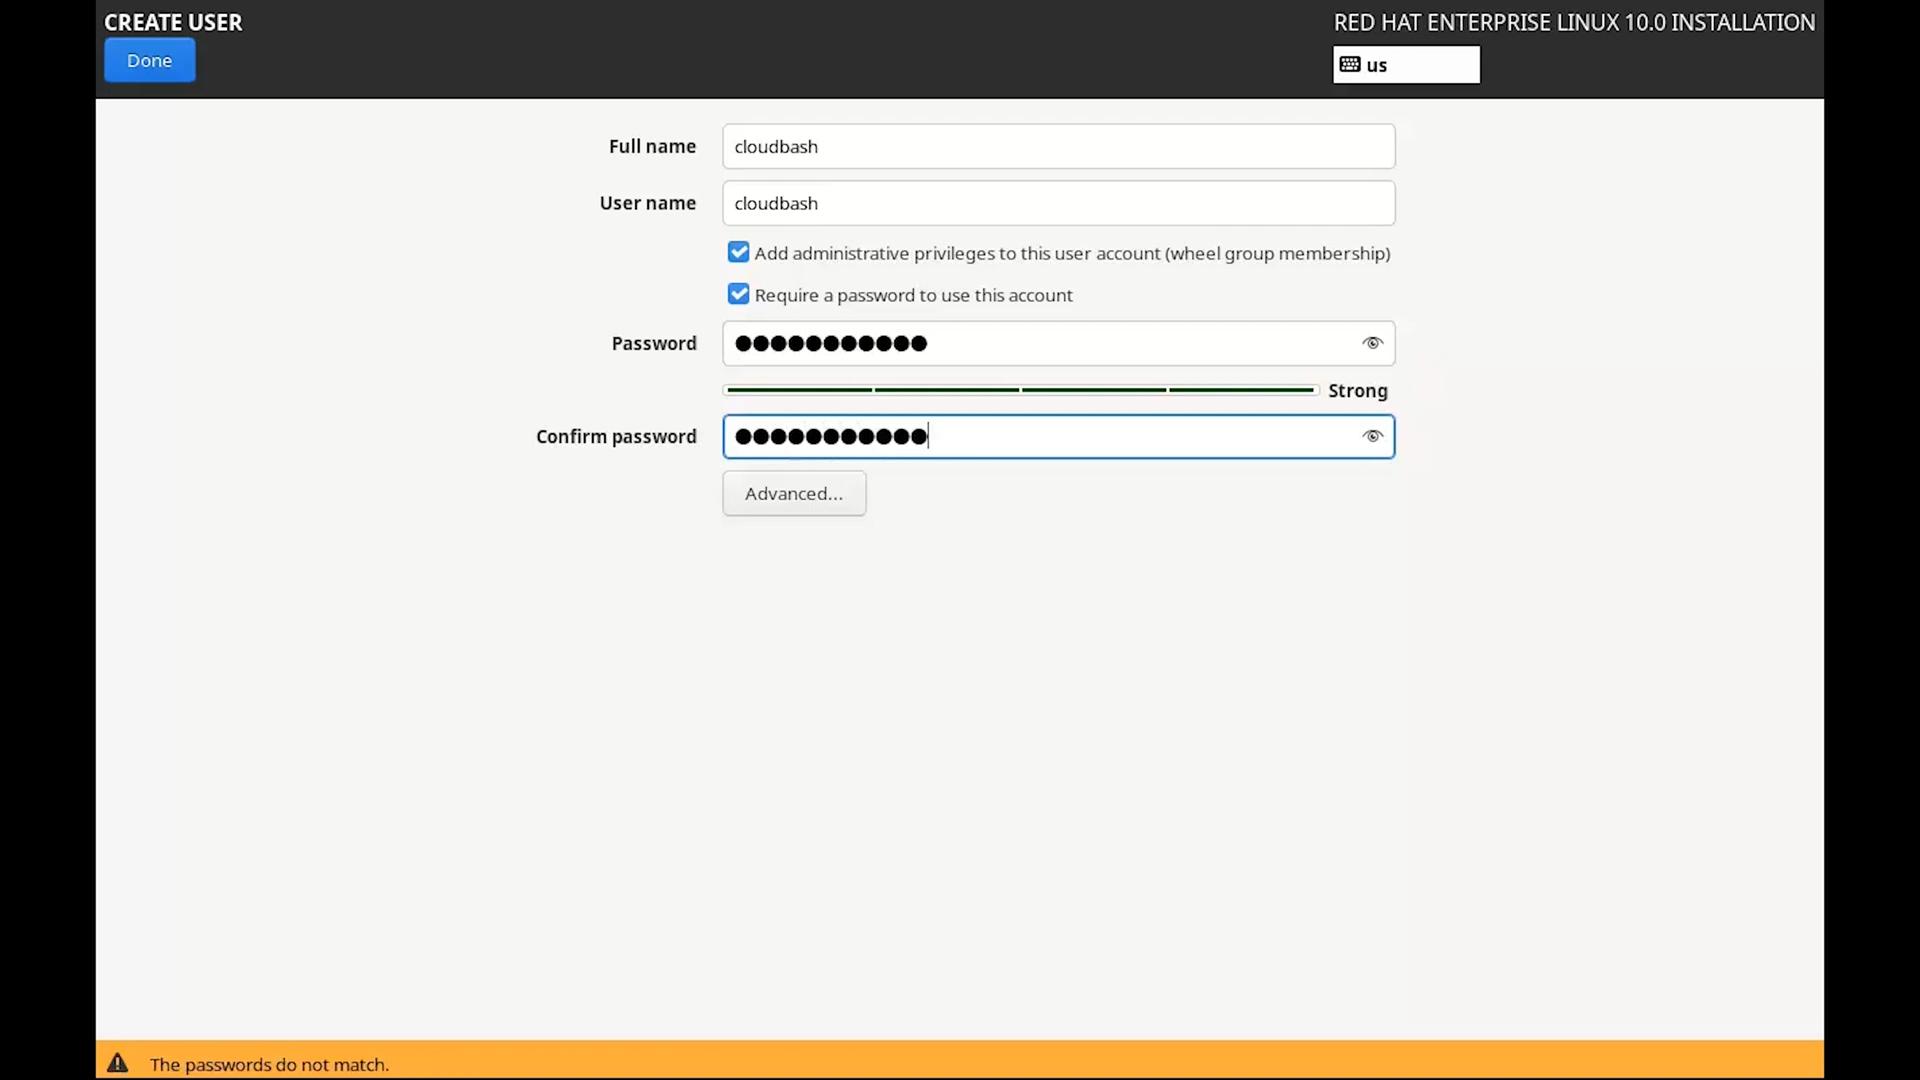 CREATE USER
RED HAT ENTERPRISE LINUX 10.0 INSTALLATION
Done
us
Full name
cloudbash
User name
cloudbash
Add administrative privileges to this user account (wheel group membership)
Require a password to use this account
Password
●●●●●●●●●●●
Strong
Confirm password
●●●●●●●●●●●
Advanced...
The passwords do not match.